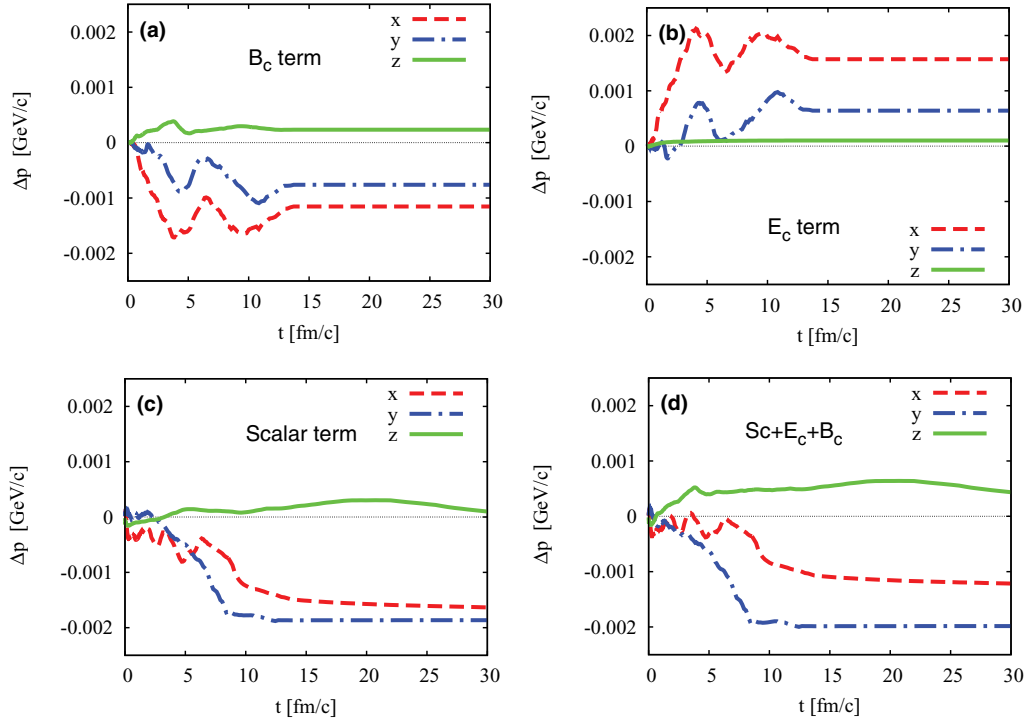 (a)
B_c term
x
y
z
0.002
0.001
0
-0.001
-0.002
Δp [GeV/c]
0 5 10 15 20 25 30
t [fm/c]
(b)
E_c term
x
y
z
0.002
0.001
0
-0.001
-0.002
Δp [GeV/c]
0 5 10 15 20 25 30
t [fm/c]
(c)
Scalar term
x
y
z
0.002
0.001
0
-0.001
-0.002
Δp [GeV/c]
0 5 10 15 20 25 30
t [fm/c]
(d)
Sc+E_c+B_c
x
y
z
0.002
0.001
0
-0.001
-0.002
Δp [GeV/c]
0 5 10 15 20 25 30
t [fm/c]